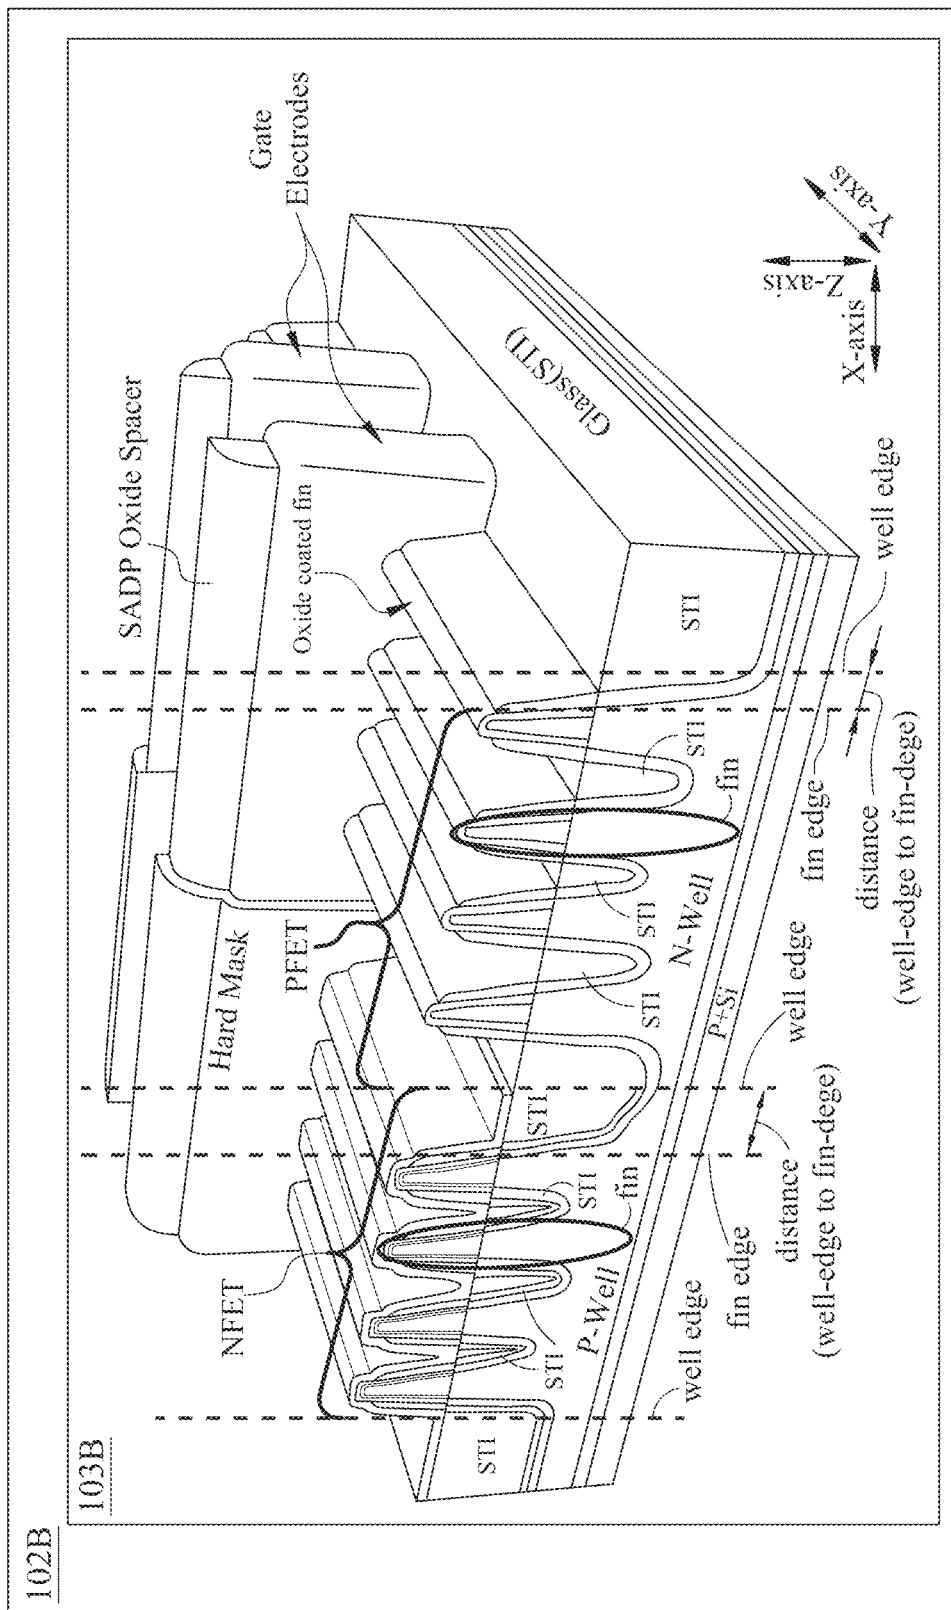 102B
103B
Gate
Electrodes
SADP Oxide Spacer
Oxide coated fin
Hard Mask
PFET
NFET
Glass(STI)
Z-axis
Y-axis
X-axis
STI
STI
fin
STI
STI
N-Well
P+Si
STI
STI
fin
STI
STI
P-Well
STI
well edge
fin edge
distance
(well-edge to fin-dege)
well edge
fin edge
distance
(well-edge to fin-dege)
well edge